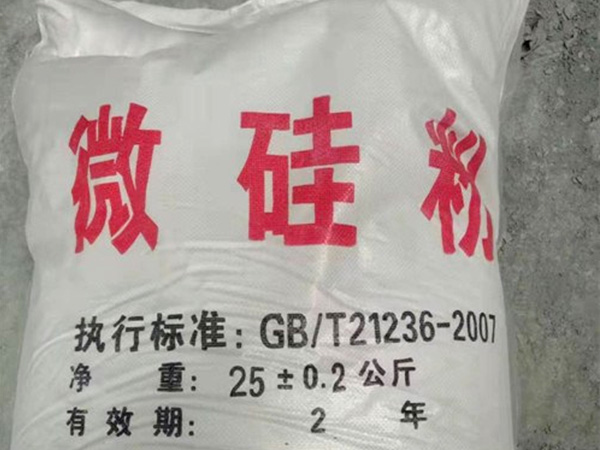 微硅粉
执行标准: GB/T21236-2007
净 重: 25±0.2公斤
有效期: 2 年